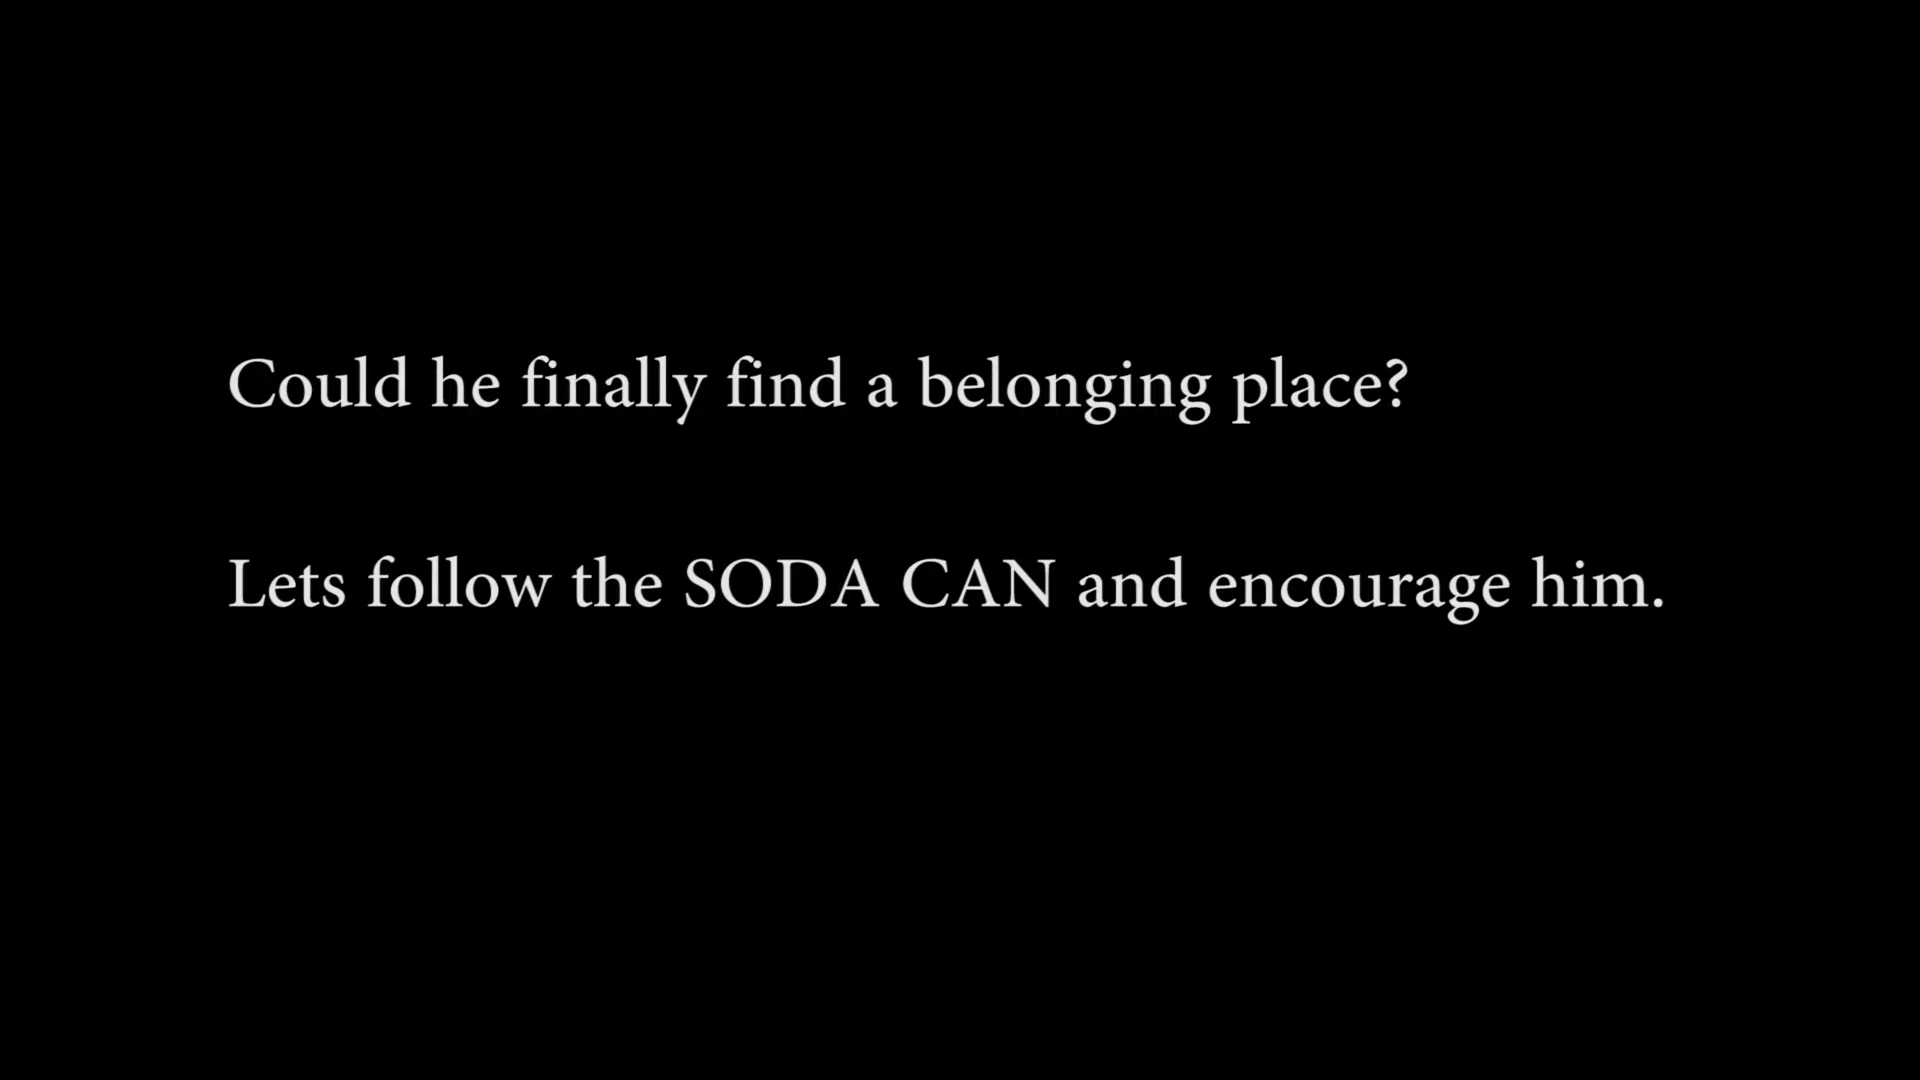 Could he finally find a belonging place?
Lets follow the SODA CAN and encourage him.